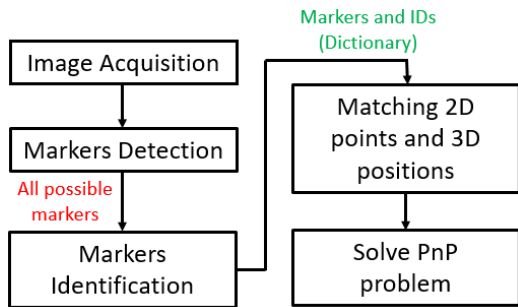 Image Acquisition
Markers Detection
All possible
markers
Markers
Identification
Markers and IDs
(Dictionary)
Matching 2D
points and 3D
positions
Solve PnP
problem